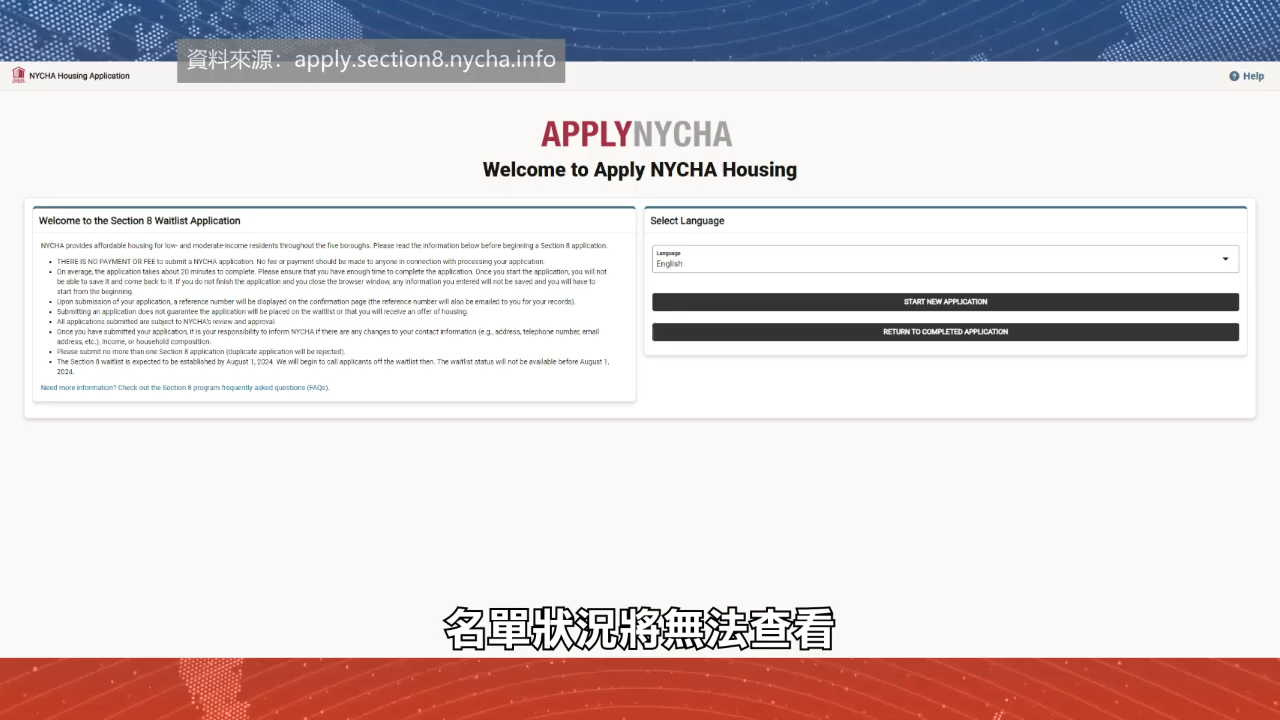 資料來源：apply.section8.nycha.info
NYCHA Housing Application
Help
APPLYNYCHA
Welcome to Apply NYCHA Housing
Welcome to the Section 8 Waitlist Application
NYCHA provides affordable housing for low- and moderate-income residents throughout the five boroughs. Please read the information below before beginning a Section 8 application.
• THERE IS NO PAYMENT OR FEE to submit a NYCHA application. No fee or payment should be made to anyone in connection with processing your application.
• On average, the application takes about 20 minutes to complete. Please ensure that you have enough time to complete the application. Once you start the application, you will not
be able to save it and come back to it. If you do not finish the application and you close the browser window, any information you entered will not be saved and you will have to
start from the beginning.
• Upon submission of your application, a reference number will be displayed on the confirmation page (the reference number will also be emailed to you for your records).
• Submitting an application does not guarantee the application will be placed on the waitlist or that you will receive an offer of housing.
• All applications submitted are subject to NYCHA's review and approval.
• Once you have submitted your application, it is your responsibility to inform NYCHA if there are any changes to your contact information (e.g., address, telephone number, email
address, etc.), income, or household composition.
• Please submit no more than one Section 8 application (duplicate application will be rejected).
• The Section 8 waitlist is expected to be established by August 1, 2024. We will begin to call applicants off the waitlist then. The waitlist status will not be available before August 1,
2024.
Need more information? Check out the Section 8 program frequently asked questions (FAQs).
Select Language
Language
English
START NEW APPLICATION
RETURN TO COMPLETED APPLICATION
名單狀況將無法查看